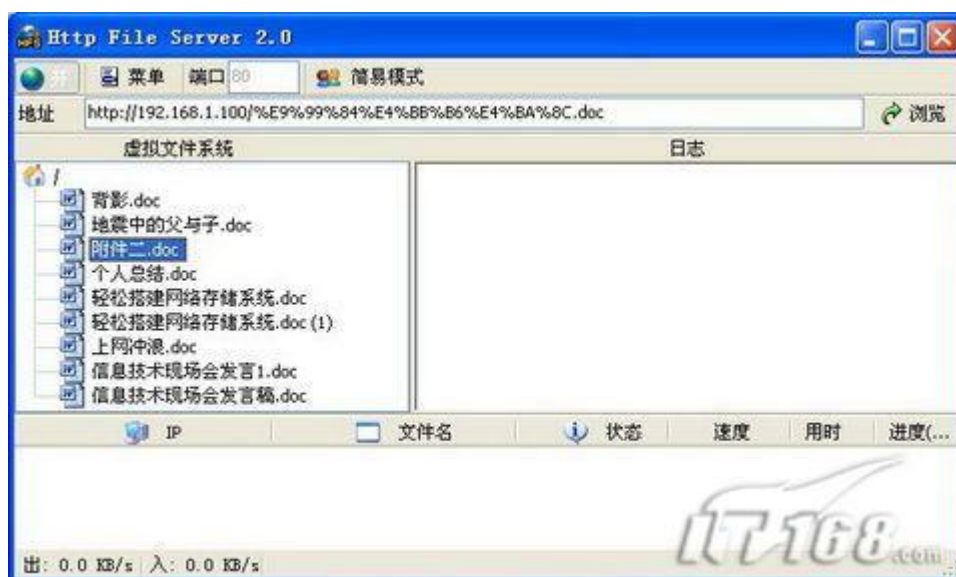 Http File Server 2.0
开 菜单 端口 80 简易模式
地址 http://192.168.1.100/%E9%99%84%E4%BB%B6%E4%BA%8C.doc 浏览
虚拟文件系统 日志
/
背影.doc
地震中的父与子.doc
附件二.doc
个人总结.doc
轻松搭建网络存储系统.doc
轻松搭建网络存储系统.doc (1)
上网冲浪.doc
信息技术现场会发言1.doc
信息技术现场会发言稿.doc
IP 文件名 状态 速度 用时 进度(...
IT168.com
出: 0.0 KB/s 入: 0.0 KB/s